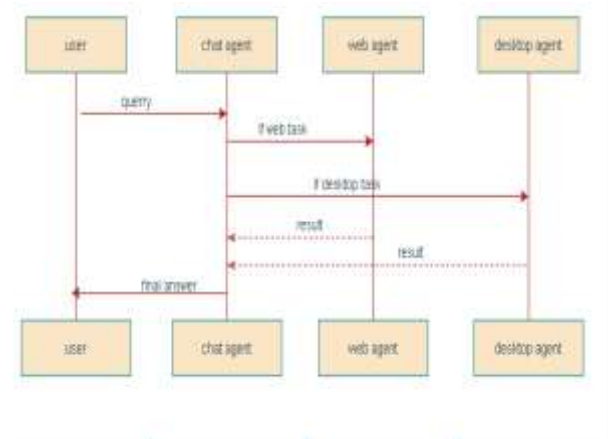 user
chat agent
web agent
desktop agent
querry
if web task
if desktop task
result
result
final answer
user
chat agent
web agent
desktop agent